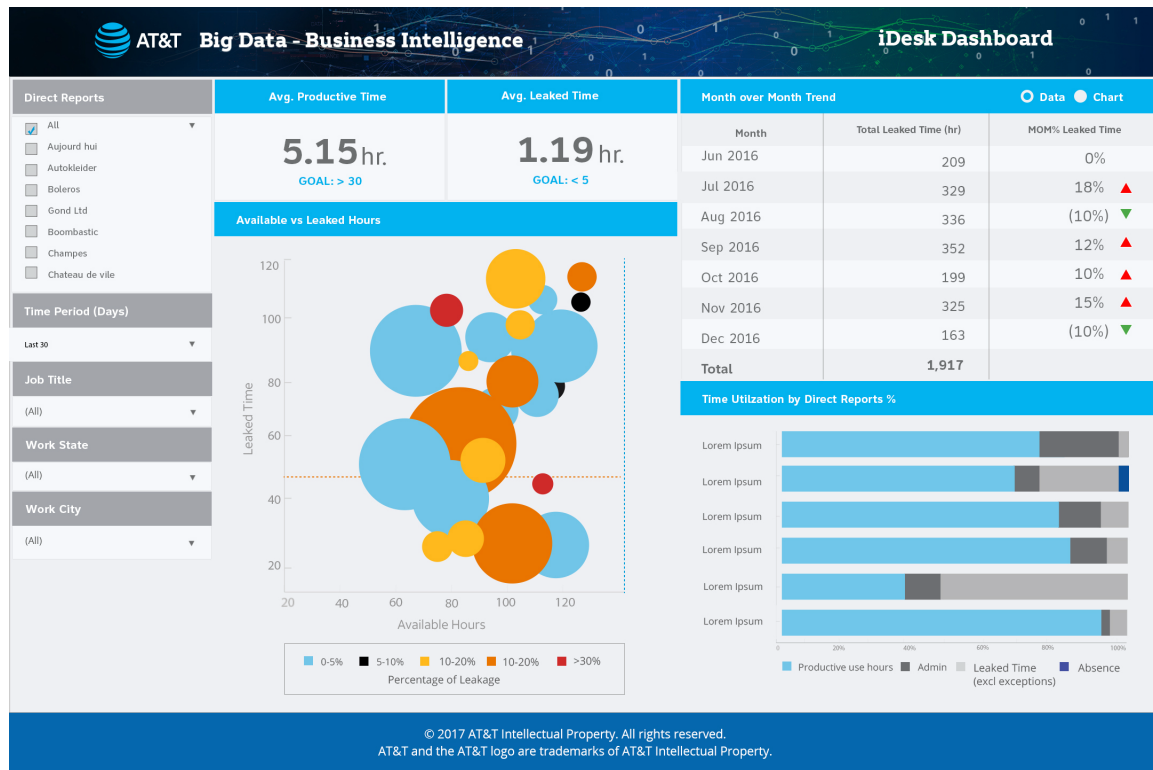 AT&T Big Data - Business Intelligence
iDesk Dashboard
Direct Reports
All
Aujourd hui
Autokleider
Boleros
Gond Ltd
Boombastic
Champes
Chateau de vile
Time Period (Days)
Last 30
Job Title
(All)
Work State
(All)
Work City
(All)
Avg. Productive Time
5.15 hr.
GOAL: > 30
Avg. Leaked Time
1.19 hr.
GOAL: < 5
Available vs Leaked Hours
Leaked Time
120
100
80
60
40
20
20 40 60 80 100 120
Available Hours
0-5% 5-10% 10-20% 10-20% >30%
Percentage of Leakage
Month over Month Trend Data Chart
Month Total Leaked Time (hr) MOM% Leaked Time
Jun 2016 209 0%
Jul 2016 329 18%
Aug 2016 336 (10%)
Sep 2016 352 12%
Oct 2016 199 10%
Nov 2016 325 15%
Dec 2016 163 (10%)
Total 1,917
Time Utilzation by Direct Reports %
Lorem Ipsum
Lorem Ipsum
Lorem Ipsum
Lorem Ipsum
Lorem Ipsum
Lorem Ipsum
0 20% 40% 60% 80% 100%
Productive use hours Admin Leaked Time Absence
(excl exceptions)
© 2017 AT&T Intellectual Property. All rights reserved.
AT&T and the AT&T logo are trademarks of AT&T Intellectual Property.